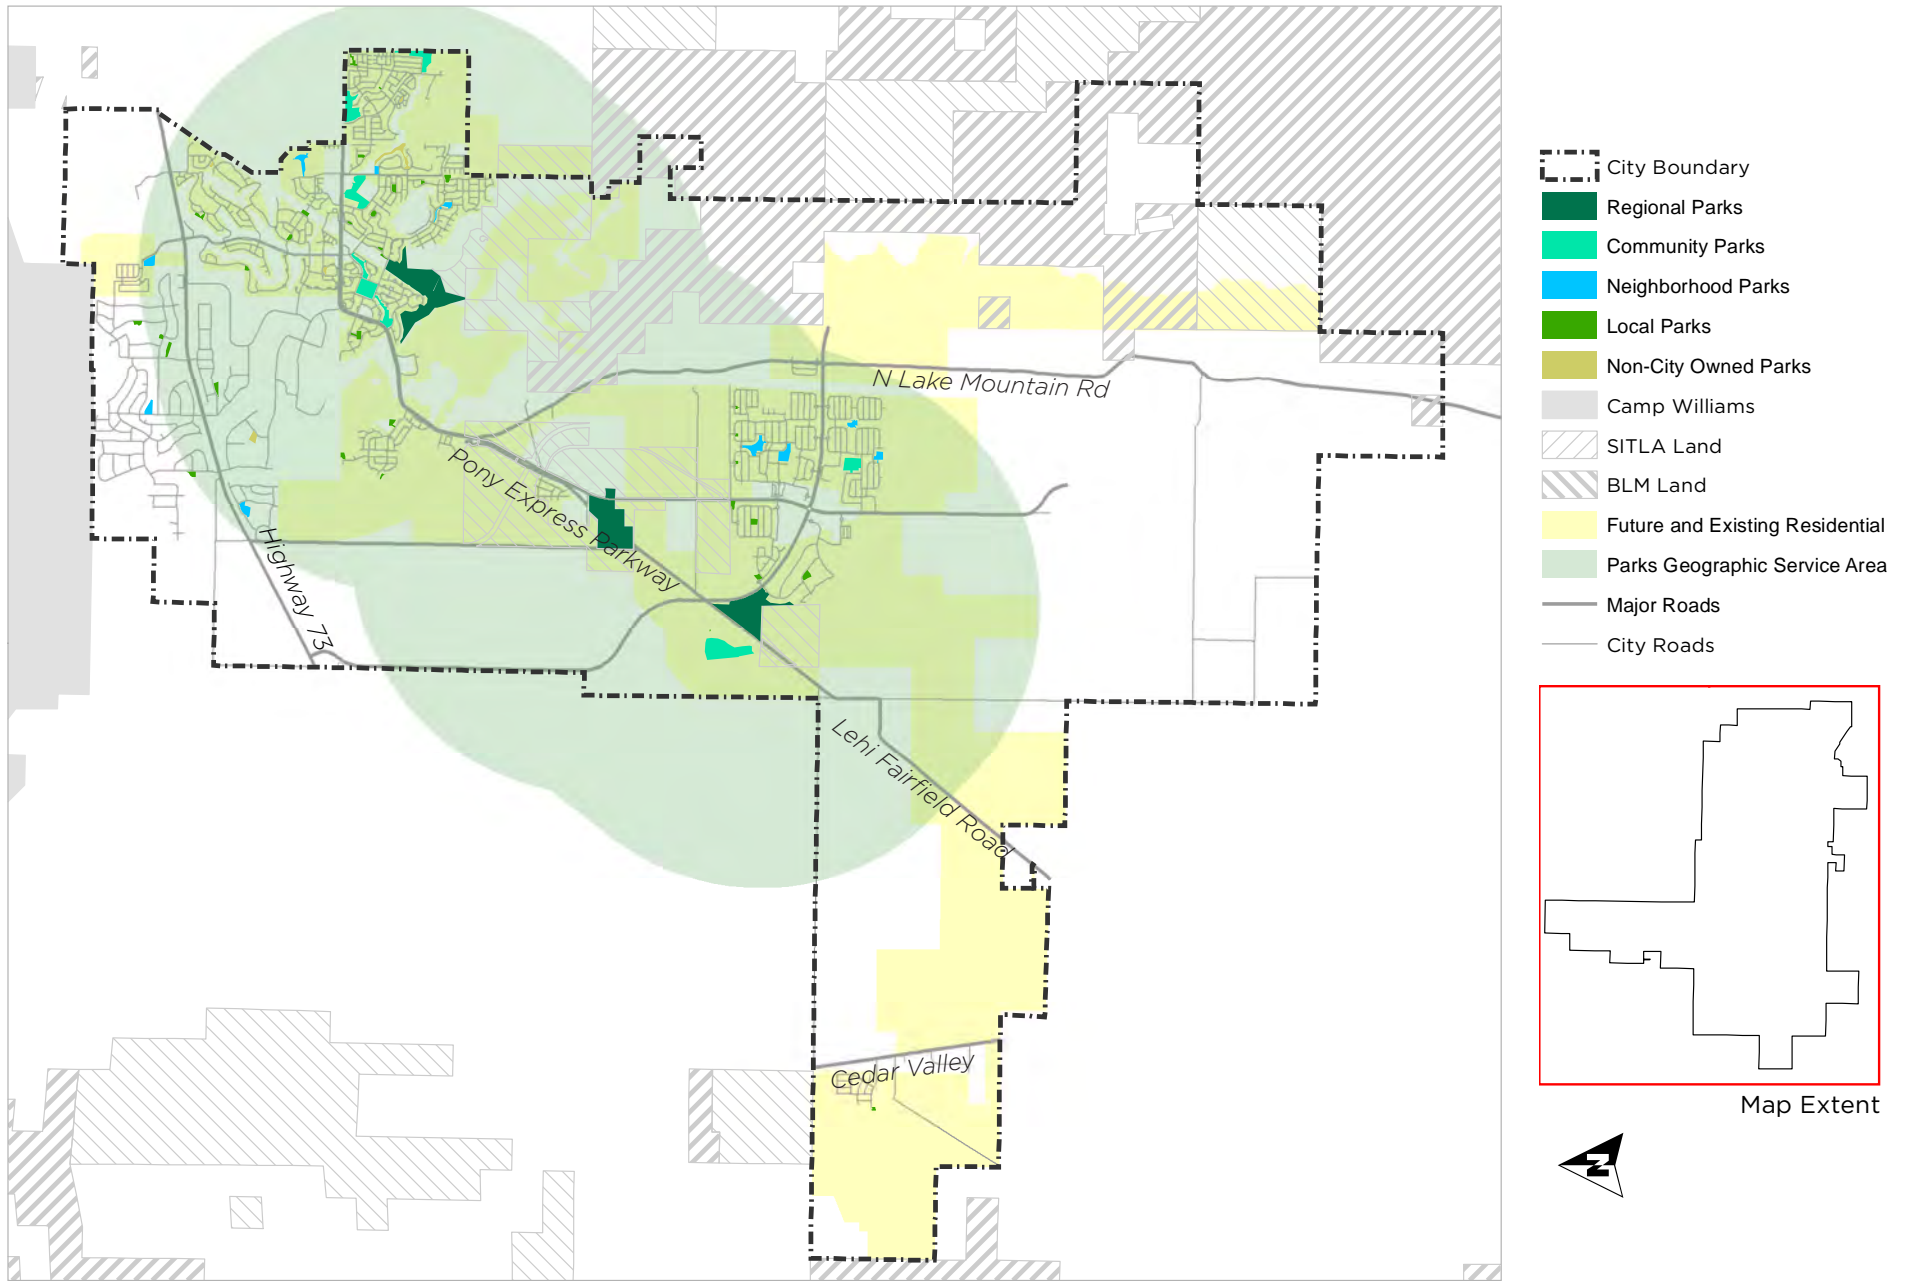 N Lake Mountain Rd
Pony Express Parkway
Highway 73
Lehi Fairfield Road
Cedar Valley
City Boundary
Regional Parks
Community Parks
Neighborhood Parks
Local Parks
Non-City Owned Parks
Camp Williams
SITLA Land
BLM Land
Future and Existing Residential
Parks Geographic Service Area
Major Roads
City Roads
Map Extent
N